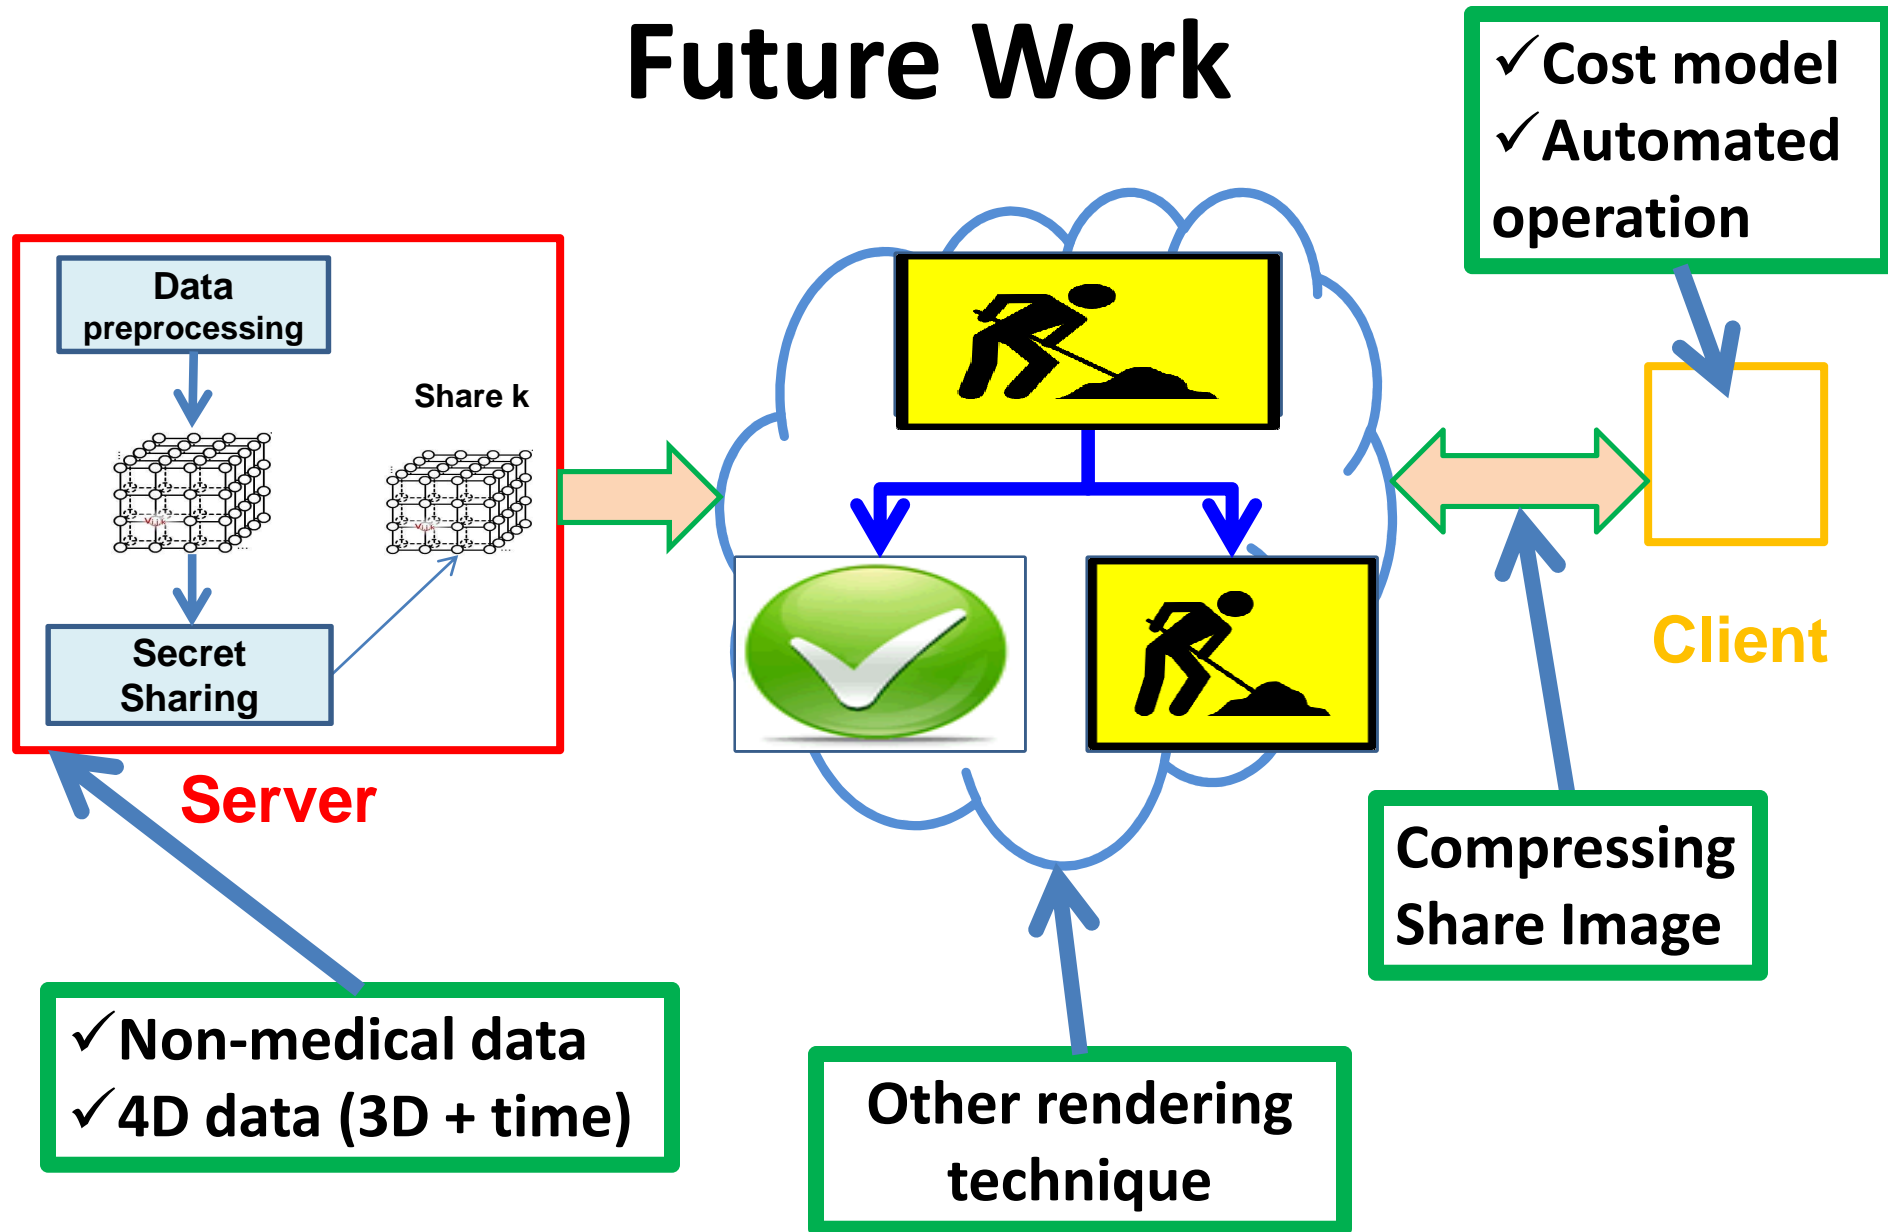 Future Work
✓Cost model
✓Automated
operation
Data
preprocessing
Share k
Secret
Sharing
Server
Client
Compressing
Share Image
✓Non-medical data
✓4D data (3D + time)
Other rendering
technique